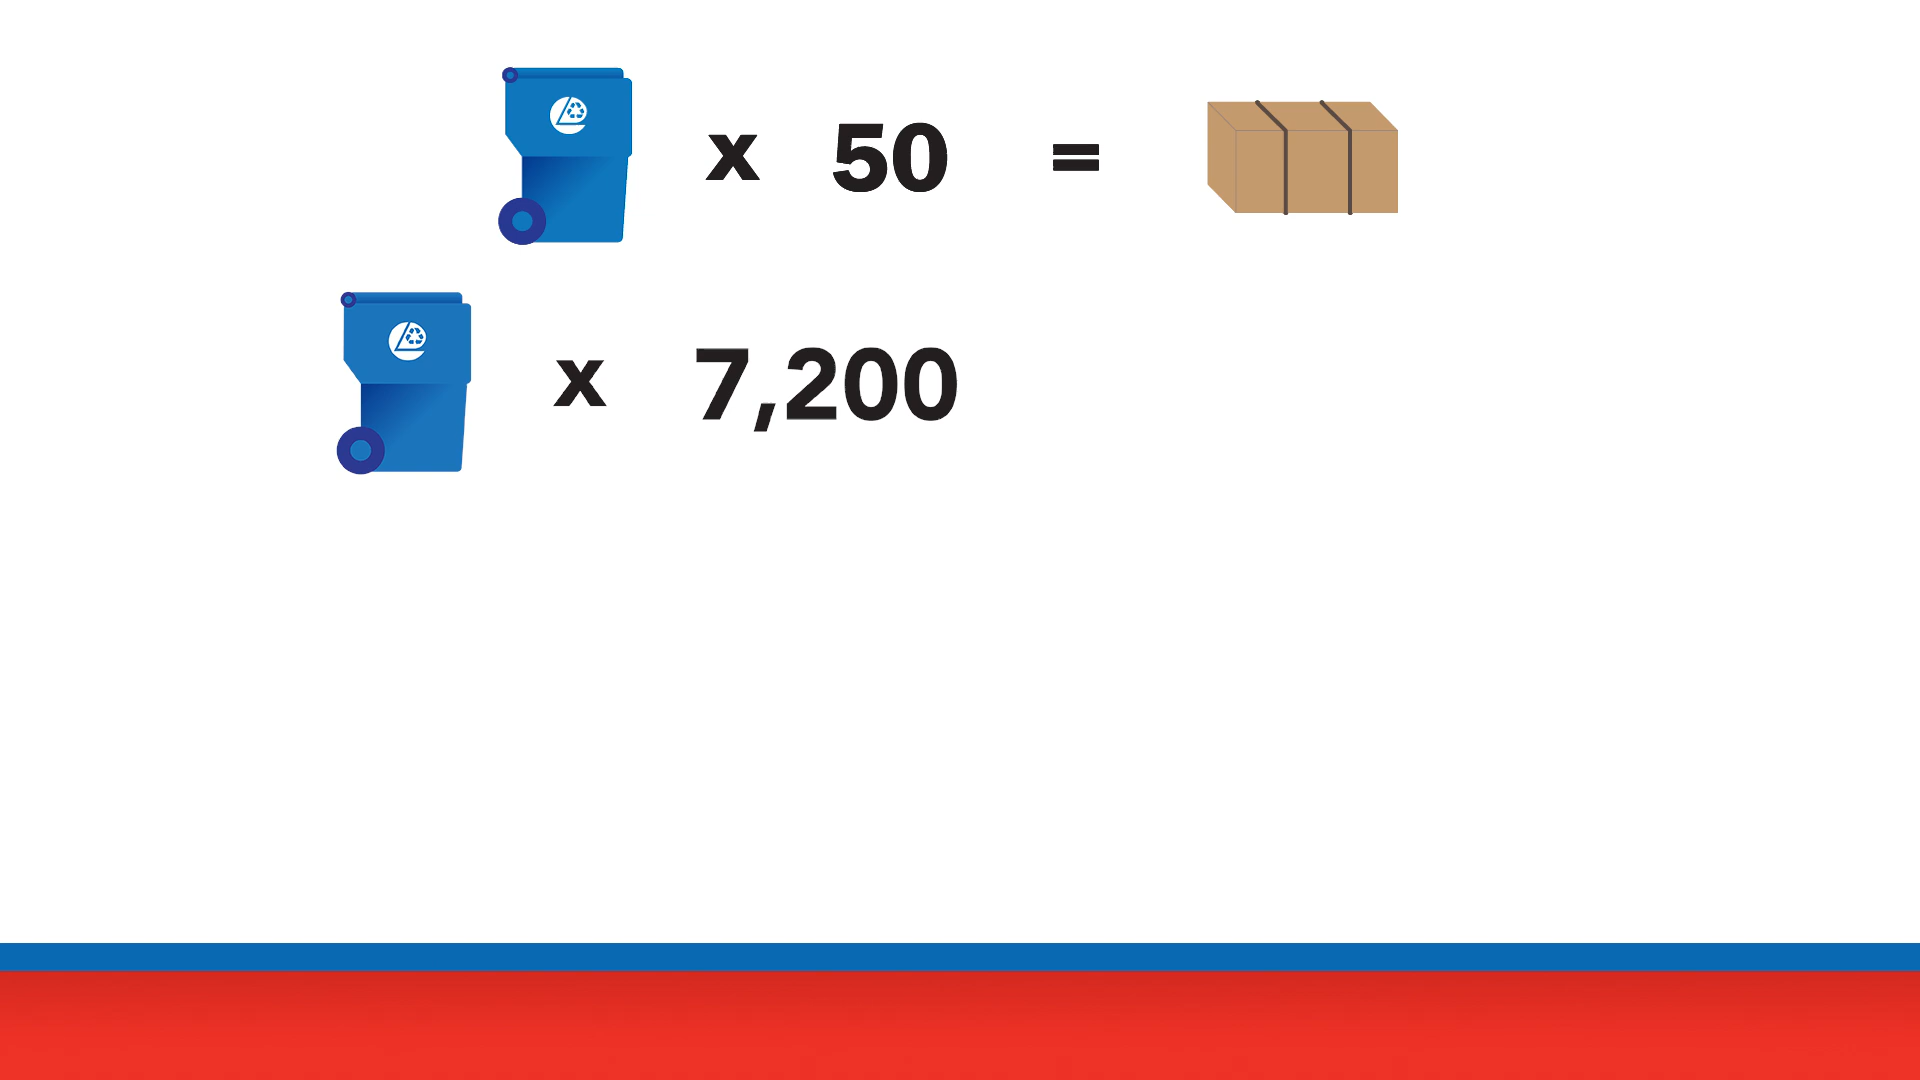 x 50 =
x 7,200